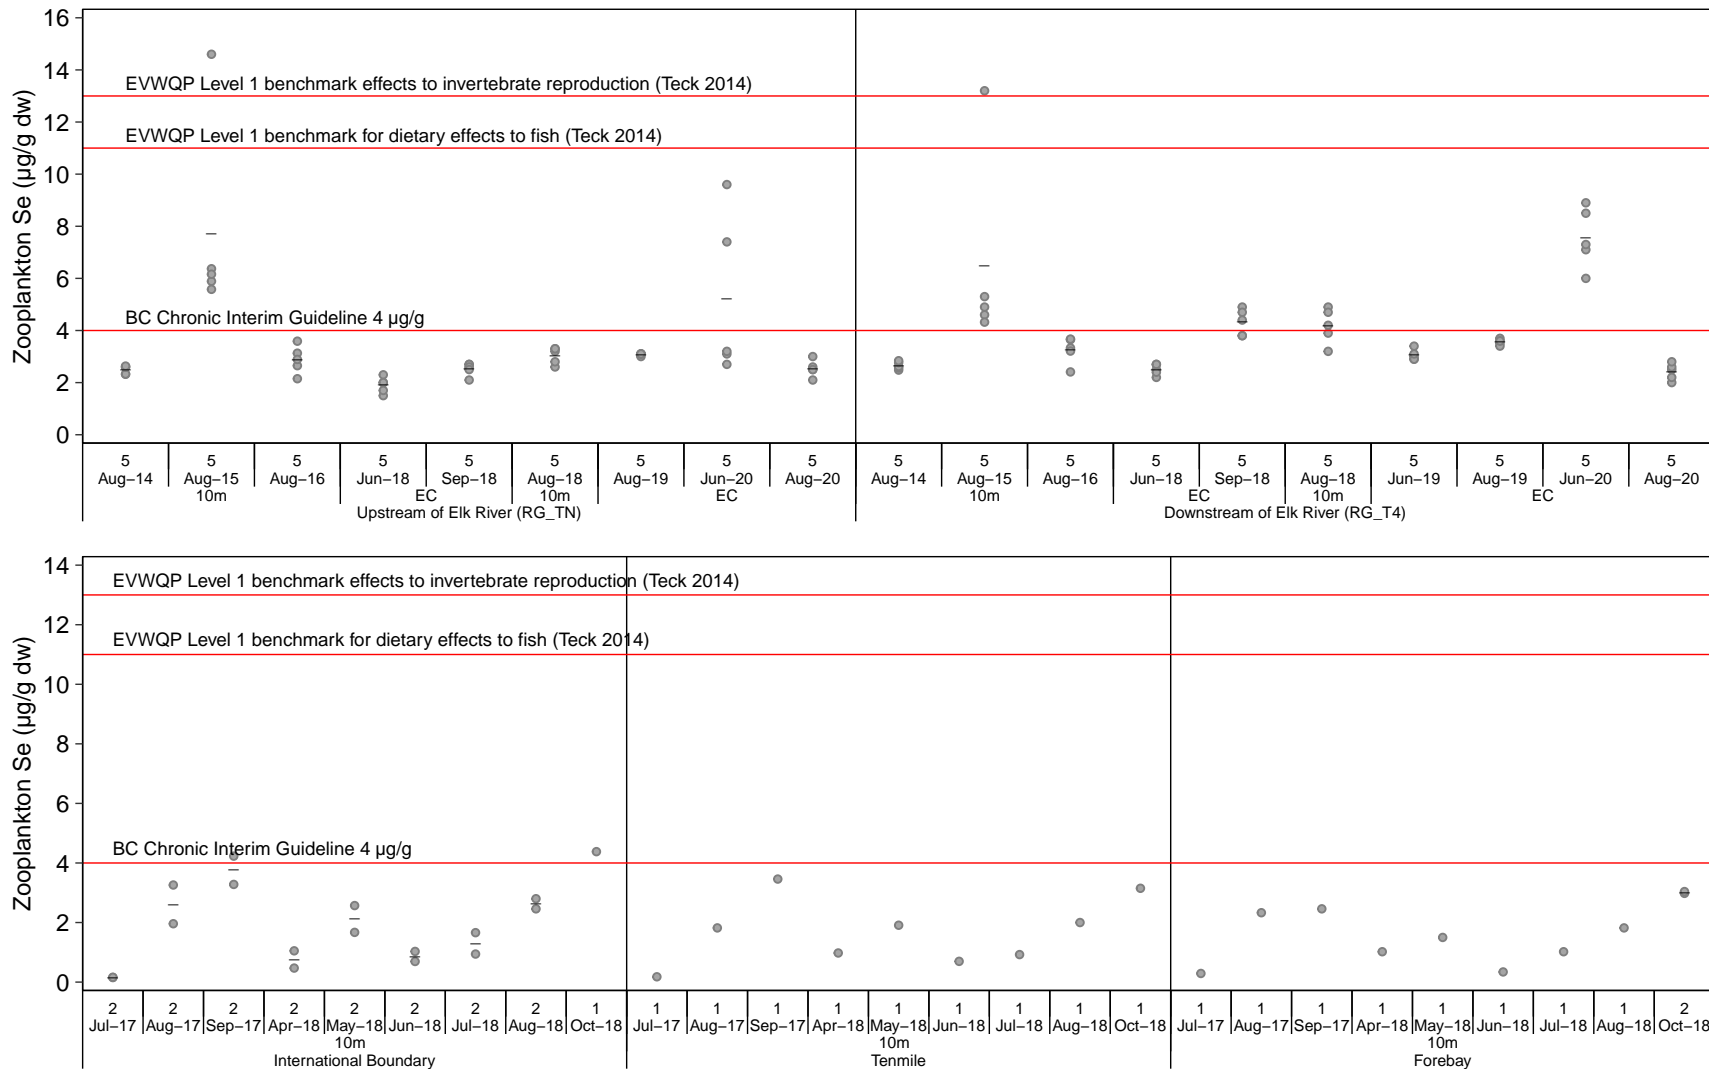 Zooplankton Se (µg/g dw)
16
14
12
10
8
6
4
2
0
EVWQP Level 1 benchmark effects to invertebrate reproduction (Teck 2014)
EVWQP Level 1 benchmark for dietary effects to fish (Teck 2014)
BC Chronic Interim Guideline 4 µg/g
5 5 5 5 5 5 5 5 5 5 5 5 5 5 5 5 5 5 5
Aug−14 Aug−15 Aug−16 Jun−18 Sep−18 Aug−18 Aug−19 Jun−20 Aug−20 Aug−14 Aug−15 Aug−16 Jun−18 Sep−18 Aug−18 Jun−19 Aug−19 Jun−20 Aug−20
10m EC 10m EC 10m EC 10m EC
Upstream of Elk River (RG_TN) Downstream of Elk River (RG_T4)
Zooplankton Se (µg/g dw)
14
12
10
8
6
4
2
0
EVWQP Level 1 benchmark effects to invertebrate reproduction (Teck 2014)
EVWQP Level 1 benchmark for dietary effects to fish (Teck 2014)
BC Chronic Interim Guideline 4 µg/g
2 2 2 2 2 2 2 2 1 1 1 1 1 1 1 1 1 1 1 1 1 1 1 1 1 1 2
Jul−17 Aug−17 Sep−17 Apr−18 May−18 Jun−18 Jul−18 Aug−18 Oct−18 Jul−17 Aug−17 Sep−17 Apr−18 May−18 Jun−18 Jul−18 Aug−18 Oct−18 Jul−17 Aug−17 Sep−17 Apr−18 May−18 Jun−18 Jul−18 Aug−18 Oct−18
10m 10m 10m
International Boundary Tenmile Forebay